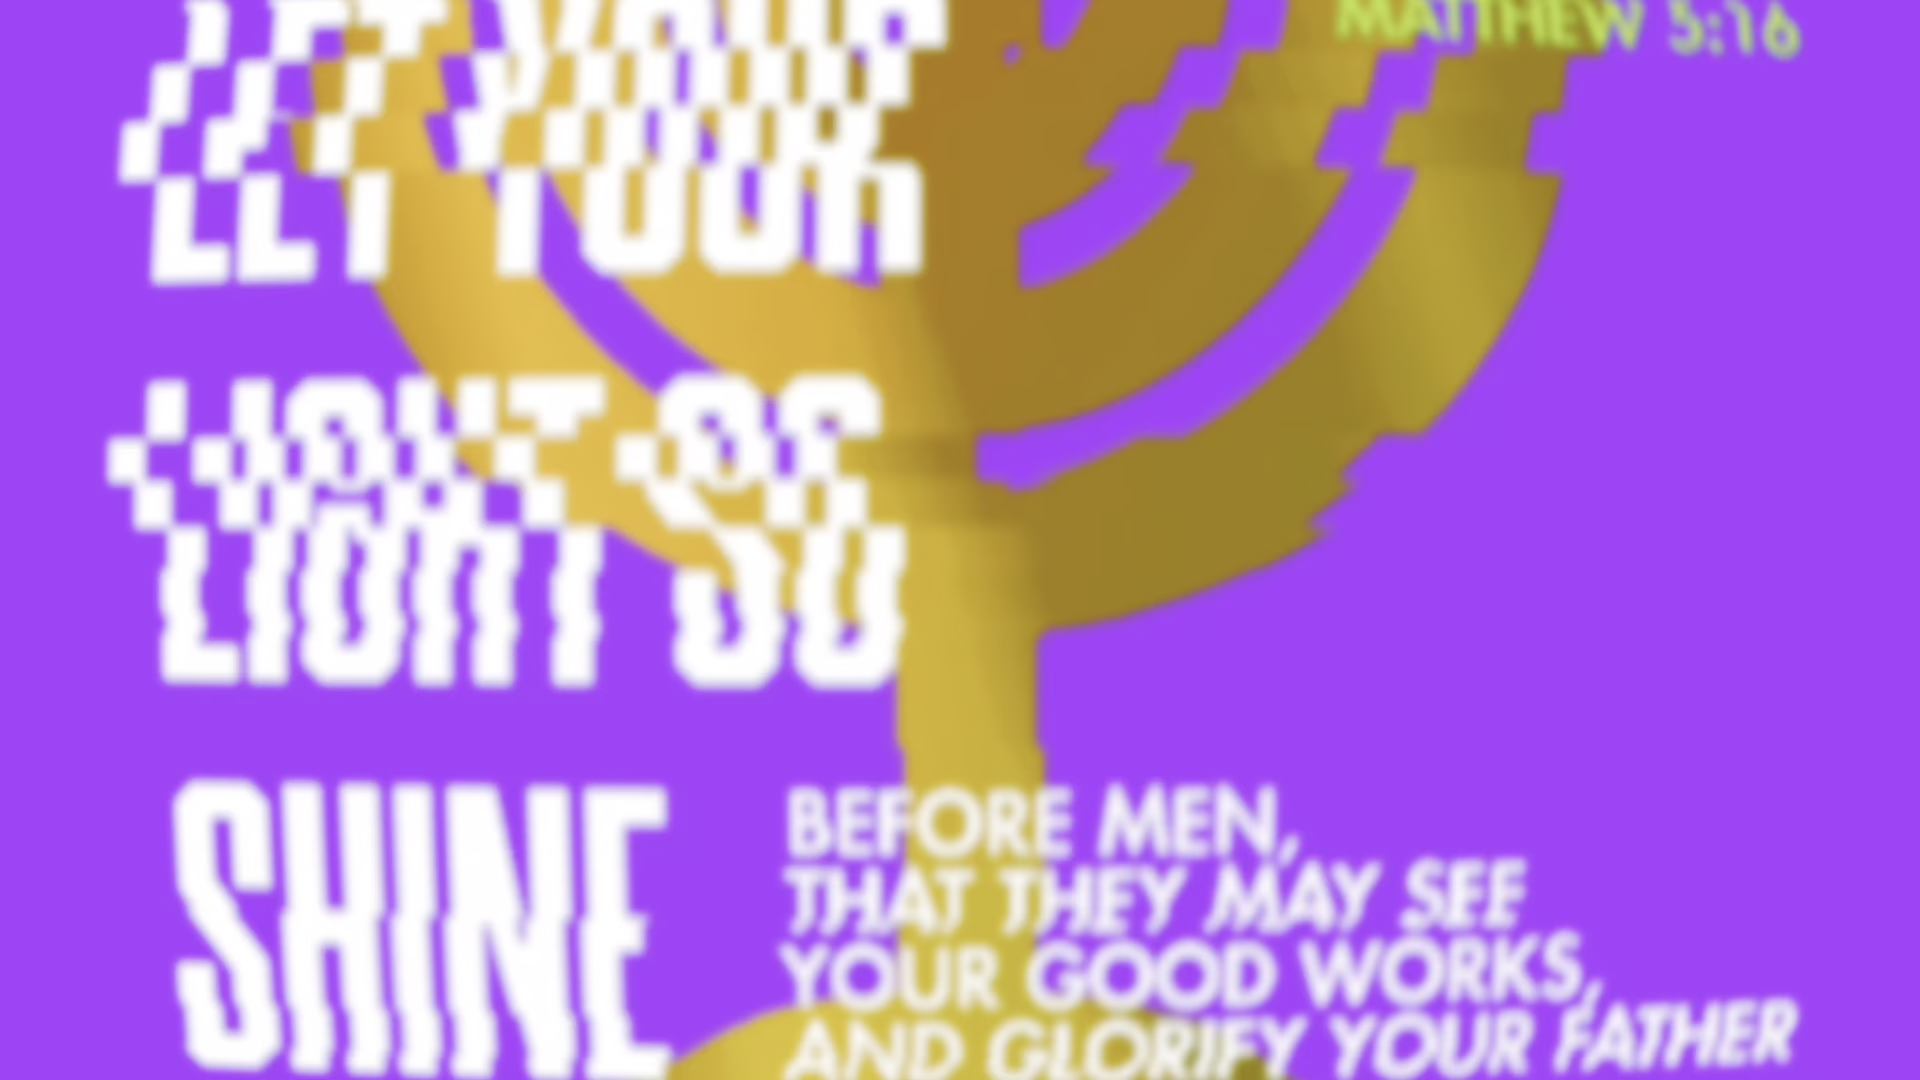 MATTHEW 5:16
LET YOUR
LIGHT SO
SHINE
BEFORE MEN,
THAT THEY MAY SEE
YOUR GOOD WORKS,
AND GLORIFY YOUR FATHER